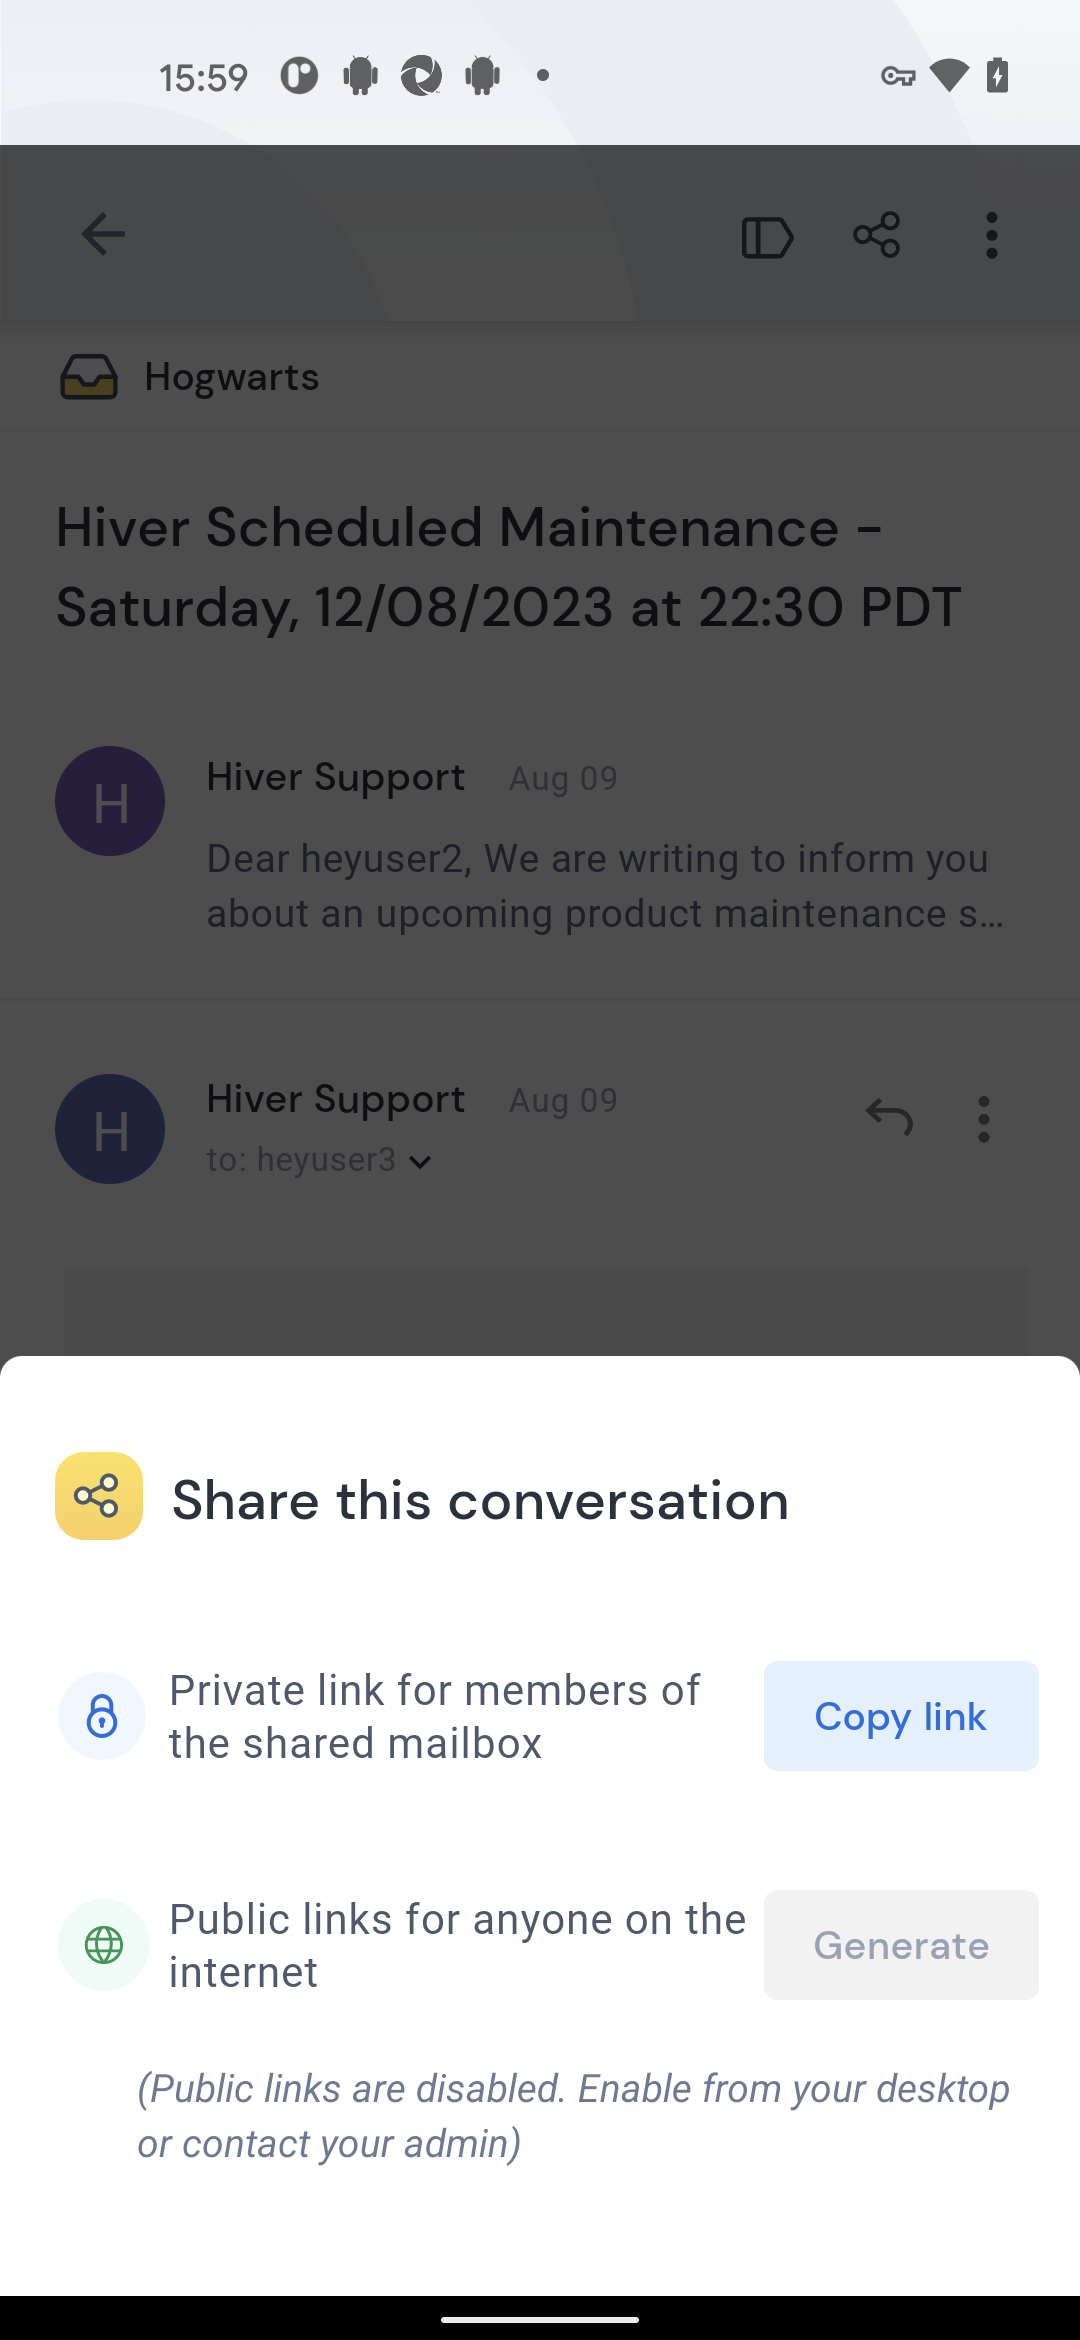 15:59
Hogwarts
Hiver Scheduled Maintenance -
Saturday, 12/08/2023 at 22:30 PDT
H
Hiver Support Aug 09
Dear heyuser2, We are writing to inform you
about an upcoming product maintenance s...
H
Hiver Support Aug 09
to: heyuser3
Share this conversation
Private link for members of
the shared mailbox
Copy link
Public links for anyone on the
internet
Generate
(Public links are disabled. Enable from your desktop
or contact your admin)